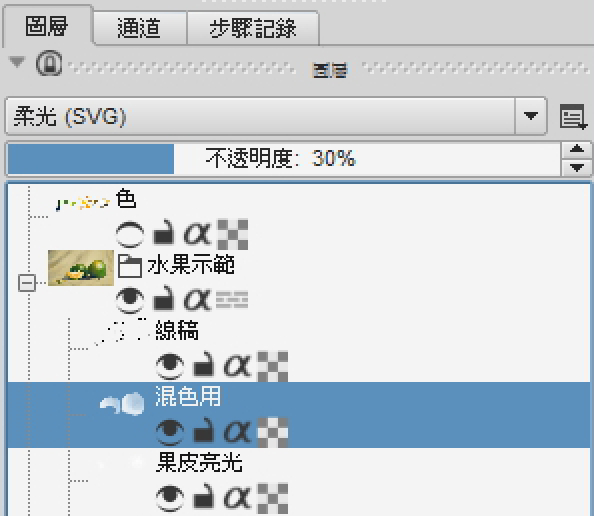 圖層 通道 步驟記錄
圖層
柔光 (SVG)
不透明度: 30%
色
α
水果示範
α
線稿
α
混色用
α
果皮亮光
α